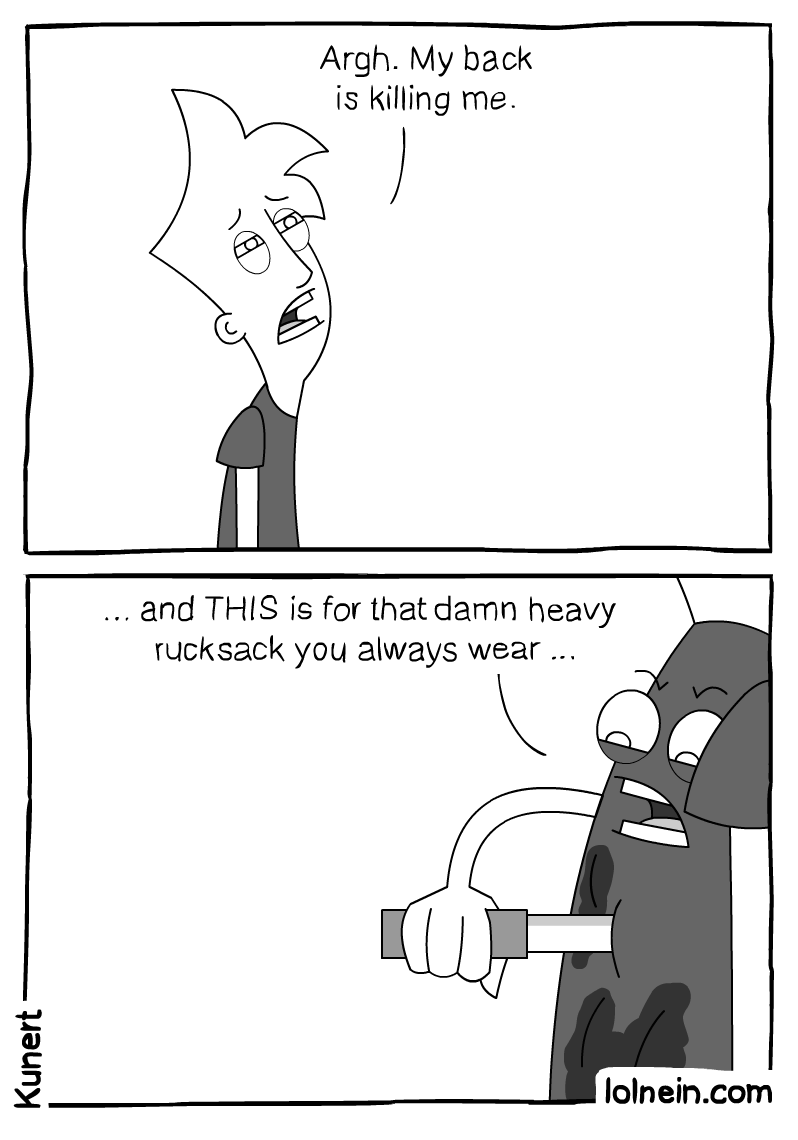 Argh. My back
is killing me.
... and THIS is for that damn heavy
rucksack you always wear ...
Kunert
lolnein.com